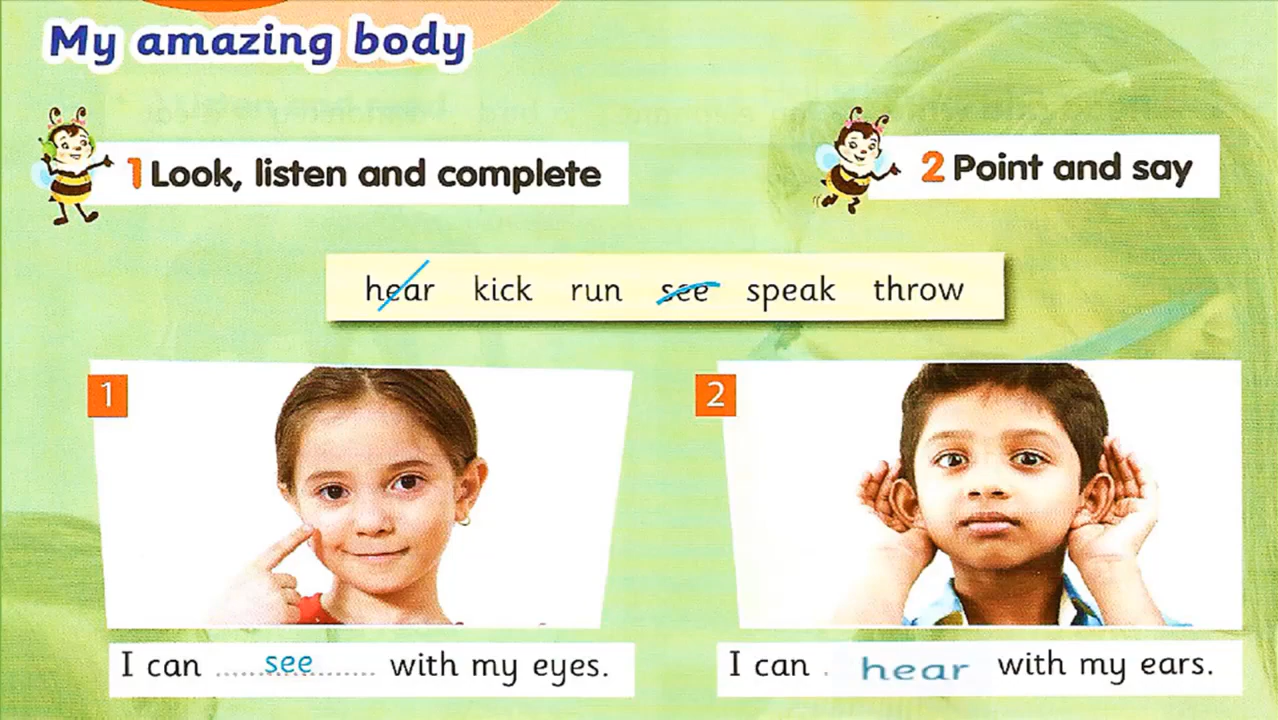 My amazing body
1 Look, listen and complete
2 Point and say
hear kick run see speak throw
1
2
I can ...see... with my eyes.
I can . hear with my ears.